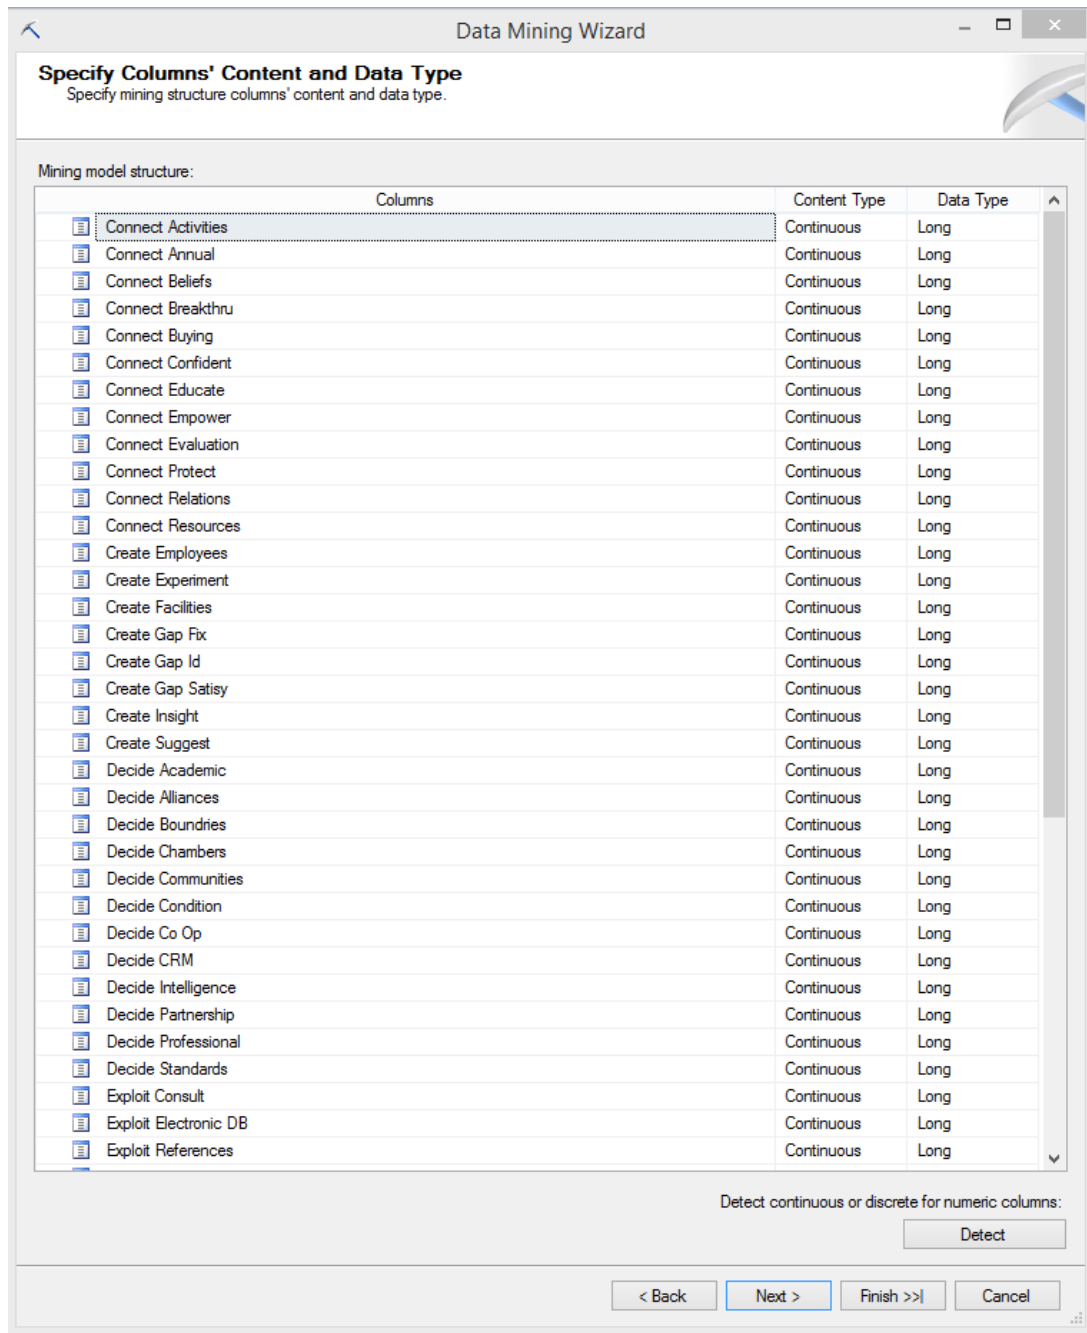 Data Mining Wizard
Specify Columns' Content and Data Type
Specify mining structure columns' content and data type.
Mining model structure:
Columns Content Type Data Type
Connect Activities Continuous Long
Connect Annual Continuous Long
Connect Beliefs Continuous Long
Connect Breakthru Continuous Long
Connect Buying Continuous Long
Connect Confident Continuous Long
Connect Educate Continuous Long
Connect Empower Continuous Long
Connect Evaluation Continuous Long
Connect Protect Continuous Long
Connect Relations Continuous Long
Connect Resources Continuous Long
Create Employees Continuous Long
Create Experiment Continuous Long
Create Facilities Continuous Long
Create Gap Fix Continuous Long
Create Gap Id Continuous Long
Create Gap Satisy Continuous Long
Create Insight Continuous Long
Create Suggest Continuous Long
Decide Academic Continuous Long
Decide Alliances Continuous Long
Decide Boundries Continuous Long
Decide Chambers Continuous Long
Decide Communities Continuous Long
Decide Condition Continuous Long
Decide Co Op Continuous Long
Decide CRM Continuous Long
Decide Intelligence Continuous Long
Decide Partnership Continuous Long
Decide Professional Continuous Long
Decide Standards Continuous Long
Exploit Consult Continuous Long
Exploit Electronic DB Continuous Long
Exploit References Continuous Long
Detect continuous or discrete for numeric columns:
Detect
< Back Next > Finish >>| Cancel